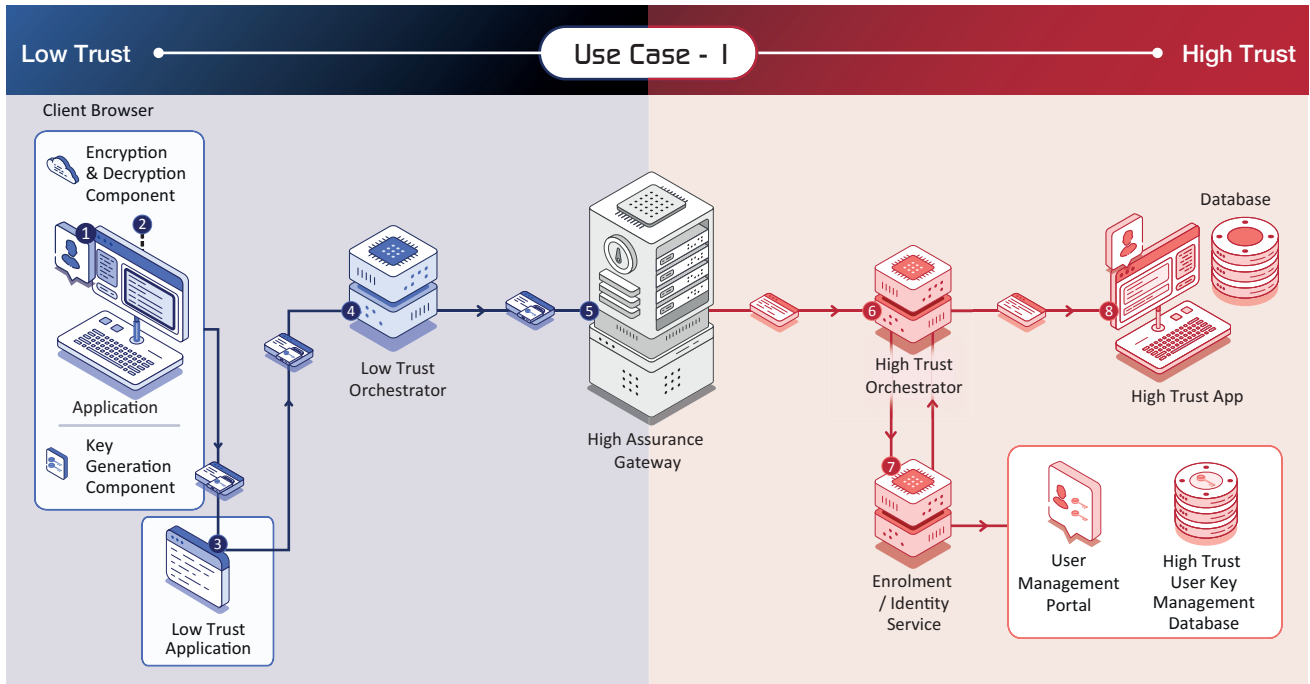 Low Trust
Use Case - I
High Trust
Client Browser
Encryption
& Decryption
Component
1
2
Application
Key
Generation
Component
3
Low Trust
Application
4
Low Trust
Orchestrator
5
High Assurance
Gateway
6
High Trust
Orchestrator
7
Enrolment
/ Identity
Service
8
High Trust App
Database
User
Management
Portal
High Trust
User Key
Management
Database